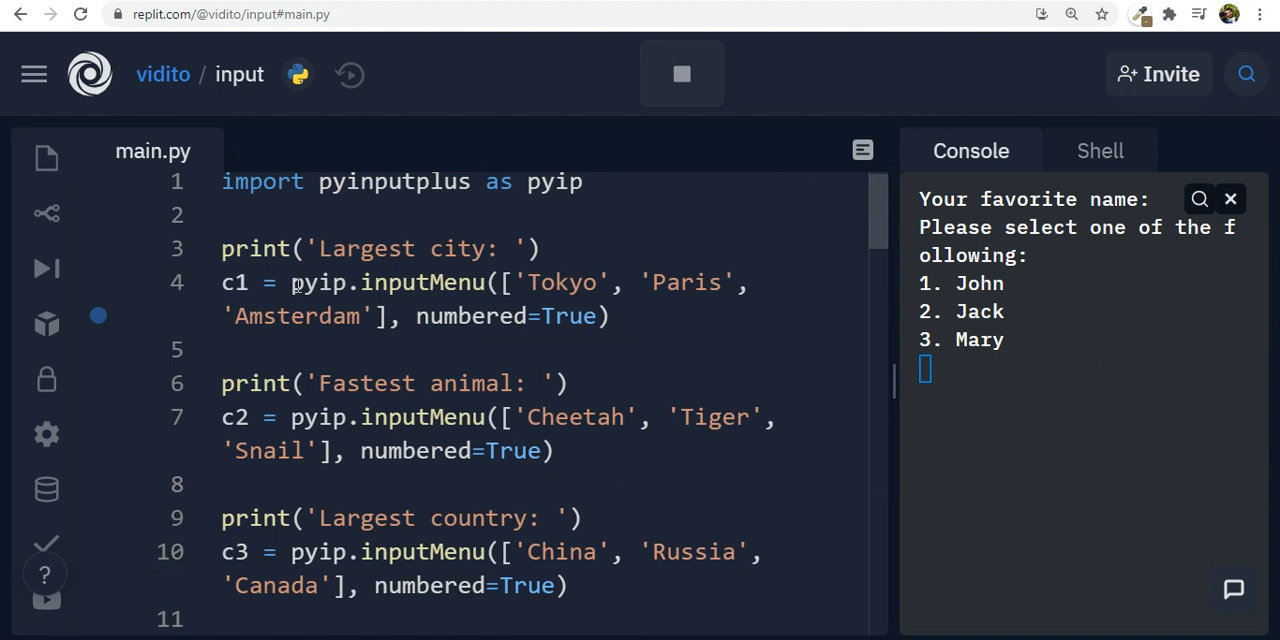 replit.com/@vidito/input#main.py
vidito / input
Invite
main.py
Console
Shell
1 import pyinputplus as pyip
2
3 print('Largest city: ')
4 c1 = pyip.inputMenu(['Tokyo', 'Paris',
'Amsterdam'], numbered=True)
5
6 print('Fastest animal: ')
7 c2 = pyip.inputMenu(['Cheetah', 'Tiger',
'Snail'], numbered=True)
8
9 print('Largest country: ')
10 c3 = pyip.inputMenu(['China', 'Russia',
'Canada'], numbered=True)
11
Your favorite name:
Please select one of the f
ollowing:
1. John
2. Jack
3. Mary
?